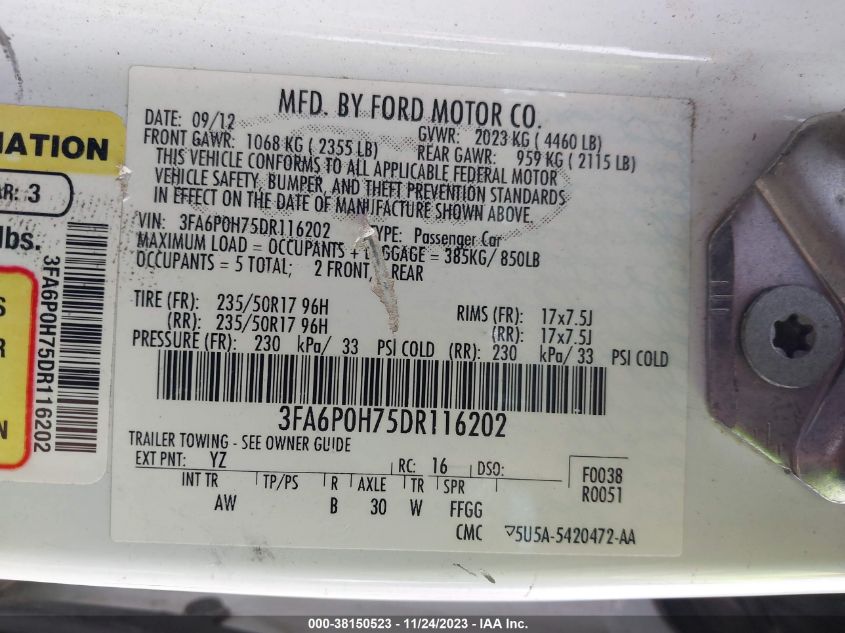 MFD. BY FORD MOTOR CO.
DATE: 09/12 GVWR: 2023 KG ( 4460 LB)
FRONT GAWR: 1068 KG ( 2355 LB) REAR GAWR: 959 KG ( 2115 LB)
THIS VEHICLE CONFORMS TO ALL APPLICABLE FEDERAL MOTOR
VEHICLE SAFETY, BUMPER, AND THEFT PREVENTION STANDARDS
IN EFFECT ON THE DATE OF MANUFACTURE SHOWN ABOVE.
VIN: 3FA6P0H75DR116202 TYPE: Passenger Car
MAXIMUM LOAD = OCCUPANTS + LUGGAGE = 385KG/ 850LB
OCCUPANTS = 5 TOTAL; 2 FRONT, REAR
TIRE (FR): 235/50R17 96H RIMS (FR): 17x7.5J
(RR): 235/50R17 96H (RR): 17x7.5J
PRESSURE (FR): 230 kPa/ 33 PSI COLD (RR): 230 kPa/ 33 PSI COLD
3FA6P0H75DR116202
TRAILER TOWING - SEE OWNER GUIDE
EXT PNT: YZ RC: 16 DSO: F0038
INT TR TP/PS R AXLE TR SPR R0051
AW B 30 W FFGG
CMC 5U5A-5420472-AA
MATION
AR: 3
lbs.
S
R
N
3FA6P0H75DR116202
000-38150523 - 11/24/2023 - IAA Inc.